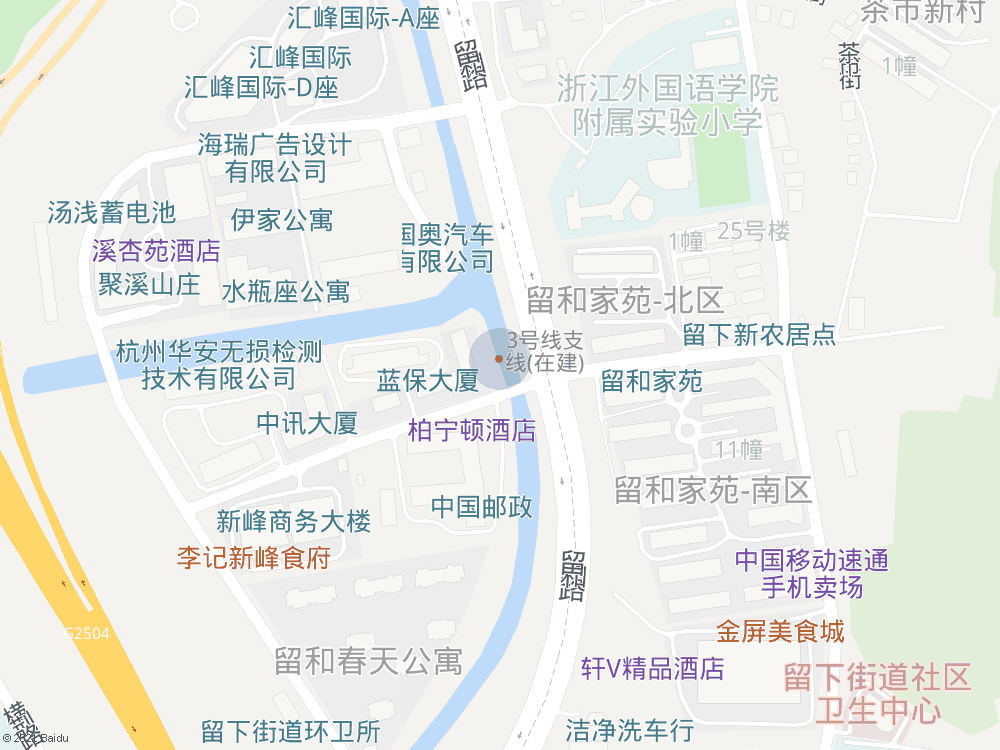 汇峰国际-A座
茶市新村
汇峰国际
留和路
茶市街
1幢
汇峰国际-D座
浙江外国语学院
附属实验小学
海瑞广告设计
有限公司
汤浅蓄电池
伊家公寓
国奥汽车
有限公司
1幢
25号楼
溪杏苑酒店
聚溪山庄
水瓶座公寓
留和家苑-北区
3号线支
线(在建)
留下新农居点
杭州华安无损检测
技术有限公司
蓝保大厦
留和家苑
中讯大厦
柏宁顿酒店
11幢
留和家苑-南区
中国邮政
新峰商务大楼
李记新峰食府
留和路
中国移动速通
手机卖场
G2504
金屏美食城
留和春天公寓
轩V精品酒店
留下街道社区
卫生中心
留下街道环卫所
洁净洗车行
Baidu